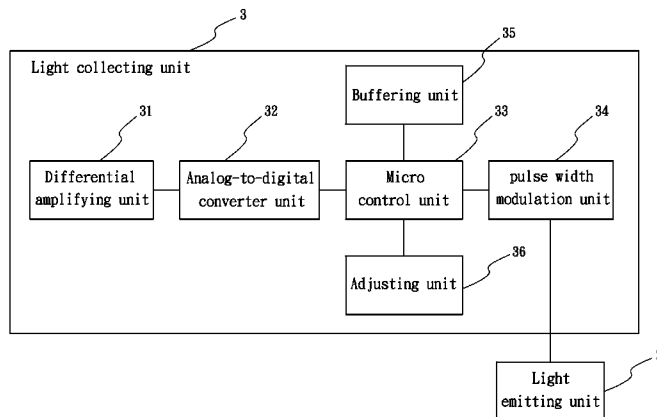 3
Light collecting unit
35
Buffering unit
31
32
33
34
Differential
amplifying unit
Analog-to-digital
converter unit
Micro
control unit
pulse width
modulation unit
36
Adjusting unit
Light
emitting unit